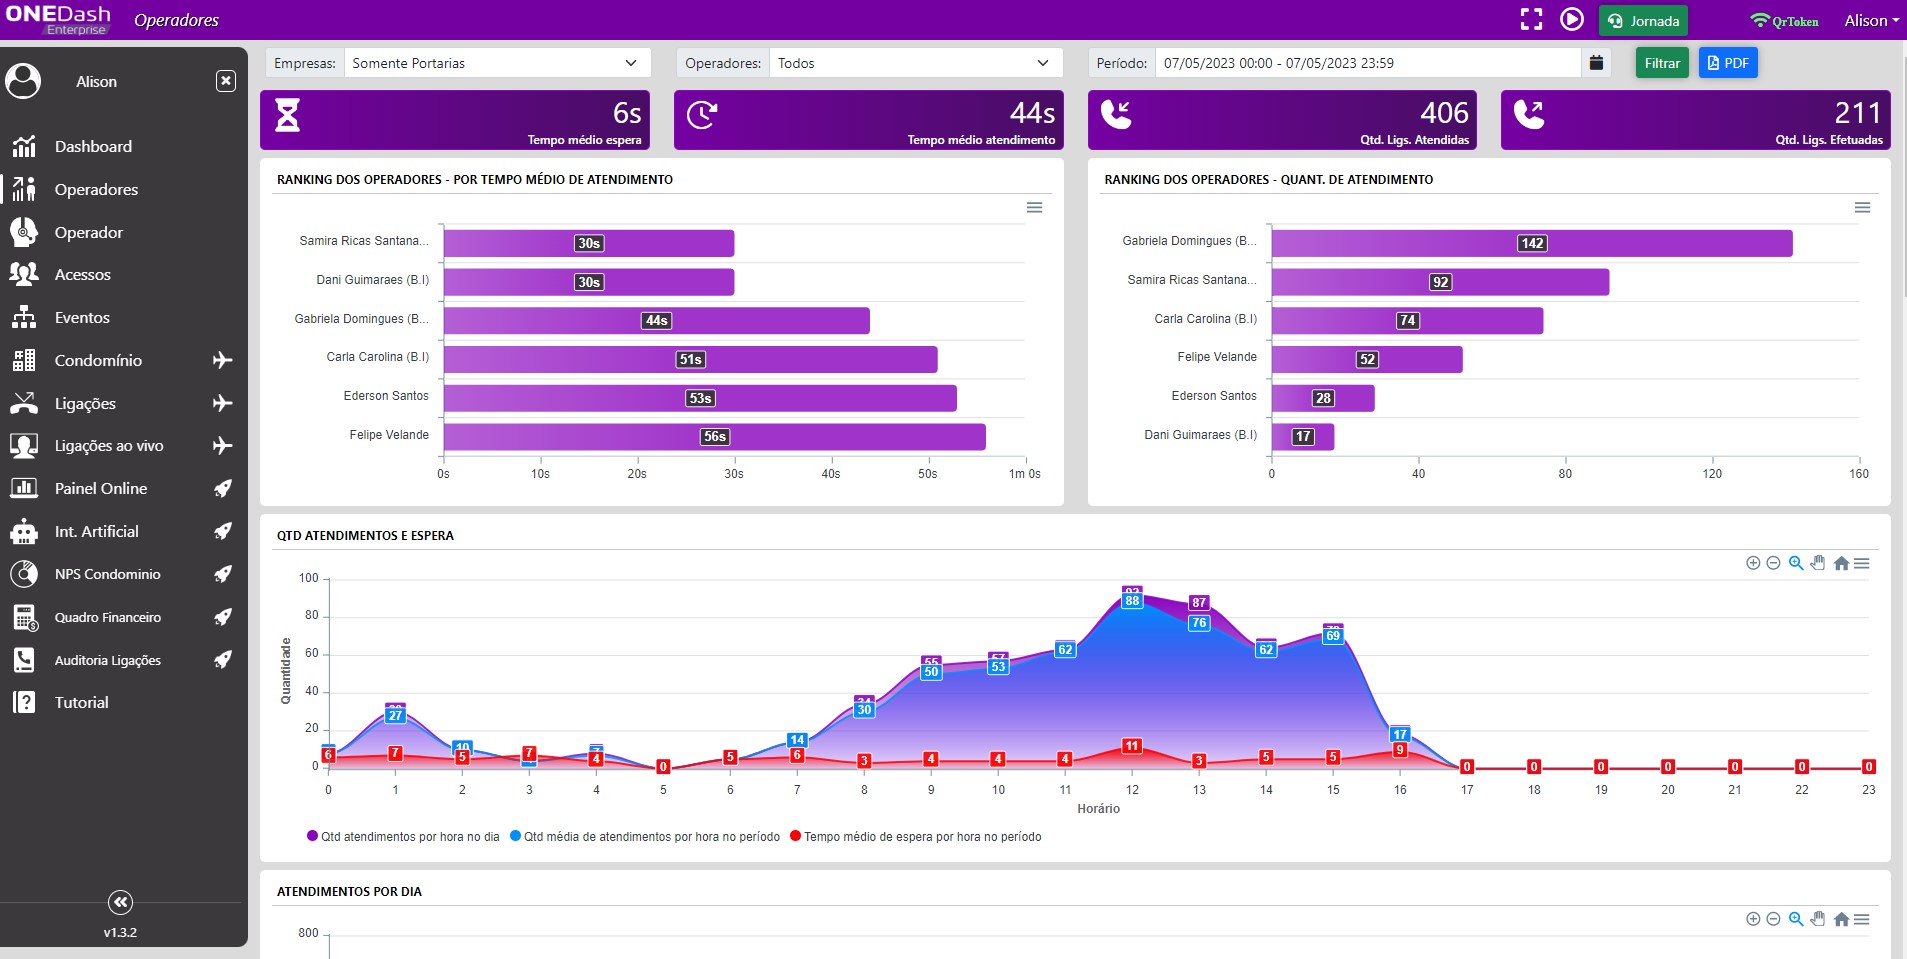 ONEDash
Enterprise
Operadores
Jornada
QrToken
Alison
Alison
Dashboard
Operadores
Operador
Acessos
Eventos
Condomínio
Ligações
Ligações ao vivo
Painel Online
Int. Artificial
NPS Condominio
Quadro Financeiro
Auditoria Ligações
Tutorial
v1.3.2
Empresas: Somente Portarias
Operadores: Todos
Período: 07/05/2023 00:00 - 07/05/2023 23:59
Filtrar
PDF
6s
Tempo médio espera
44s
Tempo médio atendimento
406
Qtd. Ligs. Atendidas
211
Qtd. Ligs. Efetuadas
RANKING DOS OPERADORES - POR TEMPO MÉDIO DE ATENDIMENTO
Samira Ricas Santana... 30s
Dani Guimaraes (B.I) 30s
Gabriela Domingues (B... 44s
Carla Carolina (B.I) 51s
Ederson Santos 53s
Felipe Velande 56s
0s 10s 20s 30s 40s 50s 1m 0s
RANKING DOS OPERADORES - QUANT. DE ATENDIMENTO
Gabriela Domingues (B... 142
Samira Ricas Santana... 92
Carla Carolina (B.I) 74
Felipe Velande 52
Ederson Santos 28
Dani Guimaraes (B.I) 17
0 40 80 120 160
QTD ATENDIMENTOS E ESPERA
Quantidade
100
80
60
40
20
0
55 57 87
27 10 14 30 50 53 62 88 76 62 69 17
6 7 5 7 4 0 5 6 3 4 4 4 11 3 5 5 9 0 0 0 0 0 0 0
0 1 2 3 4 5 6 7 8 9 10 11 12 13 14 15 16 17 18 19 20 21 22 23
Horário
Qtd atendimentos por hora no dia
Qtd média de atendimentos por hora no período
Tempo médio de espera por hora no período
ATENDIMENTOS POR DIA
800